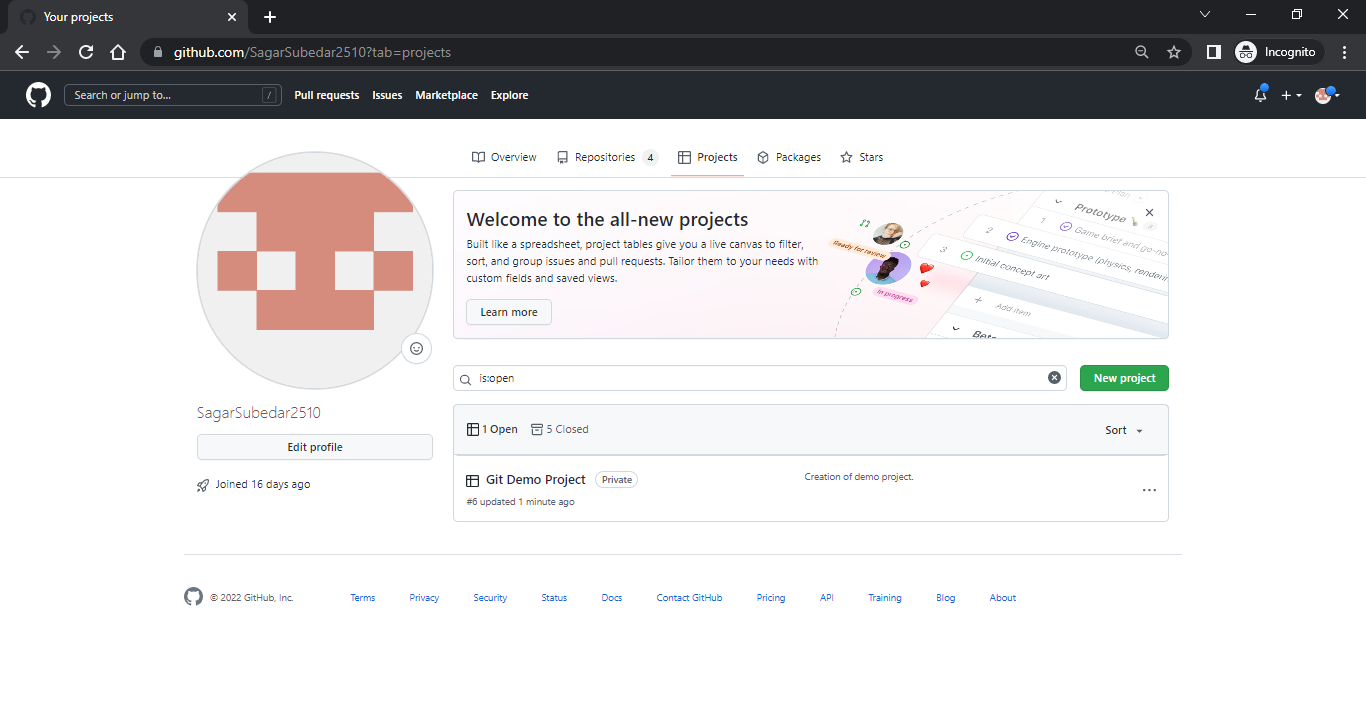 Your projects
github.com/SagarSubedar2510?tab=projects
Incognito
Search or jump to...
/
Pull requests
Issues
Marketplace
Explore
Overview
Repositories 4
Projects
Packages
Stars
Welcome to the all-new projects
Built like a spreadsheet, project tables give you a live canvas to filter,
sort, and group issues and pull requests. Tailor them to your needs with
custom fields and saved views.
Learn more
Ready for review
In progress
Prototype
1 Game brief and go-no
2 Engine prototype (physics, renderin
3 Initial concept art
+ Add item
Beta
is:open
New project
SagarSubedar2510
Edit profile
Joined 16 days ago
1 Open
5 Closed
Sort
Git Demo Project
Private
Creation of demo project.
#6 updated 1 minute ago
© 2022 GitHub, Inc.
Terms
Privacy
Security
Status
Docs
Contact GitHub
Pricing
API
Training
Blog
About